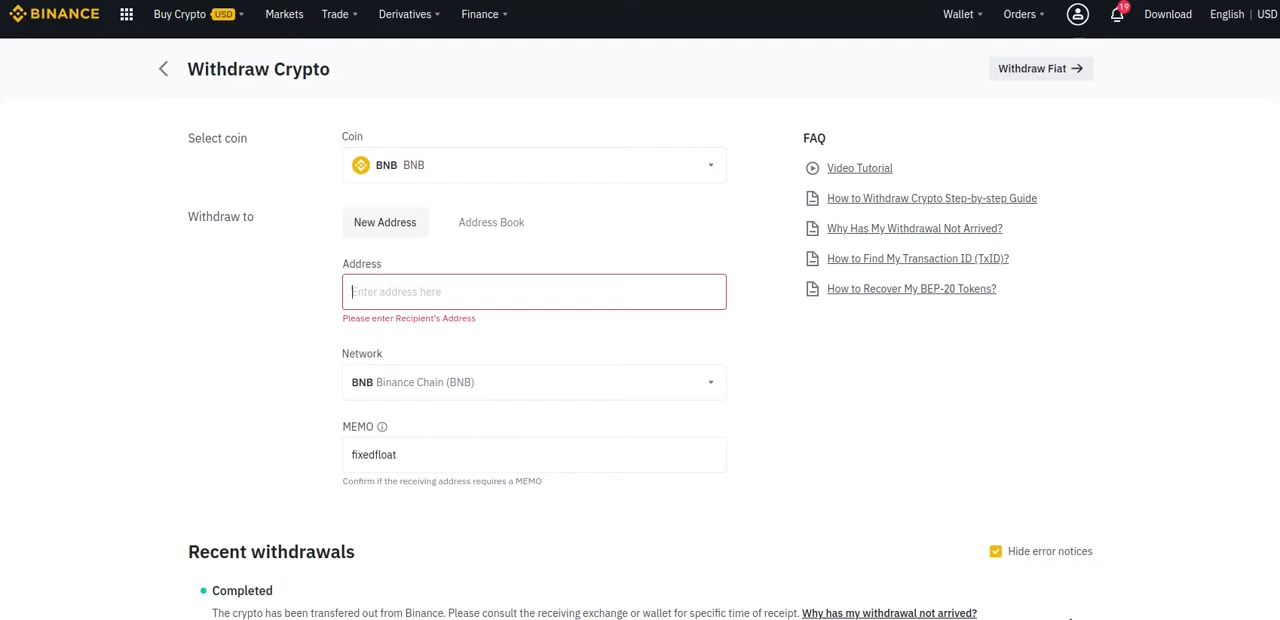 BINANCE Buy Crypto USD Markets Trade Derivatives Finance Wallet Orders 19 Download English | USD
Withdraw Crypto
Withdraw Fiat →
Select coin
Coin
BNB BNB
Withdraw to
New Address Address Book
Address
Enter address here
Please enter Recipient's Address
Network
BNB Binance Chain (BNB)
MEMO
fixedfloat
Confirm if the receiving address requires a MEMO
FAQ
Video Tutorial
How to Withdraw Crypto Step-by-step Guide
Why Has My Withdrawal Not Arrived?
How to Find My Transaction ID (TxID)?
How to Recover My BEP-20 Tokens?
Recent withdrawals
Hide error notices
Completed
The crypto has been transfered out from Binance. Please consult the receiving exchange or wallet for specific time of receipt. Why has my withdrawal not arrived?